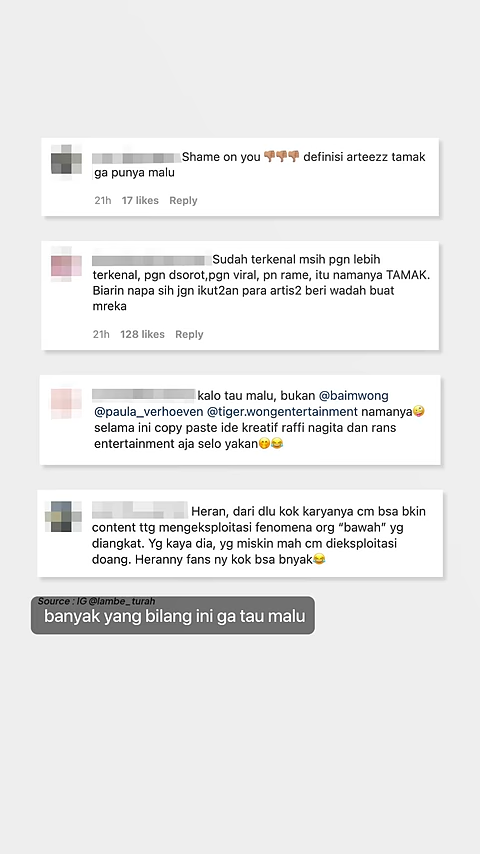 Shame on you 👎🏽👎🏽👎🏽 definisi arteezz tamak
ga punya malu
21h 17 likes Reply
Sudah terkenal msih pgn lebih
terkenal, pgn dsorot,pgn viral, pn rame, itu namanya TAMAK.
Biarin napa sih jgn ikut2an para artis2 beri wadah buat
mreka
21h 128 likes Reply
kalo tau malu, bukan @baimwong
@paula_verhoeven @tiger.wongentertainment namanya🤪
selama ini copy paste ide kreatif raffi nagita dan rans
entertainment aja selo yakan🤭😂
Heran, dari dlu kok karyanya cm bsa bkin
content ttg mengeksploitasi fenomena org “bawah” yg
diangkat. Yg kaya dia, yg miskin mah cm dieksploitasi
doang. Heranny fans ny kok bsa bnyak😂
Source : IG @lambe_turah
banyak yang bilang ini ga tau malu